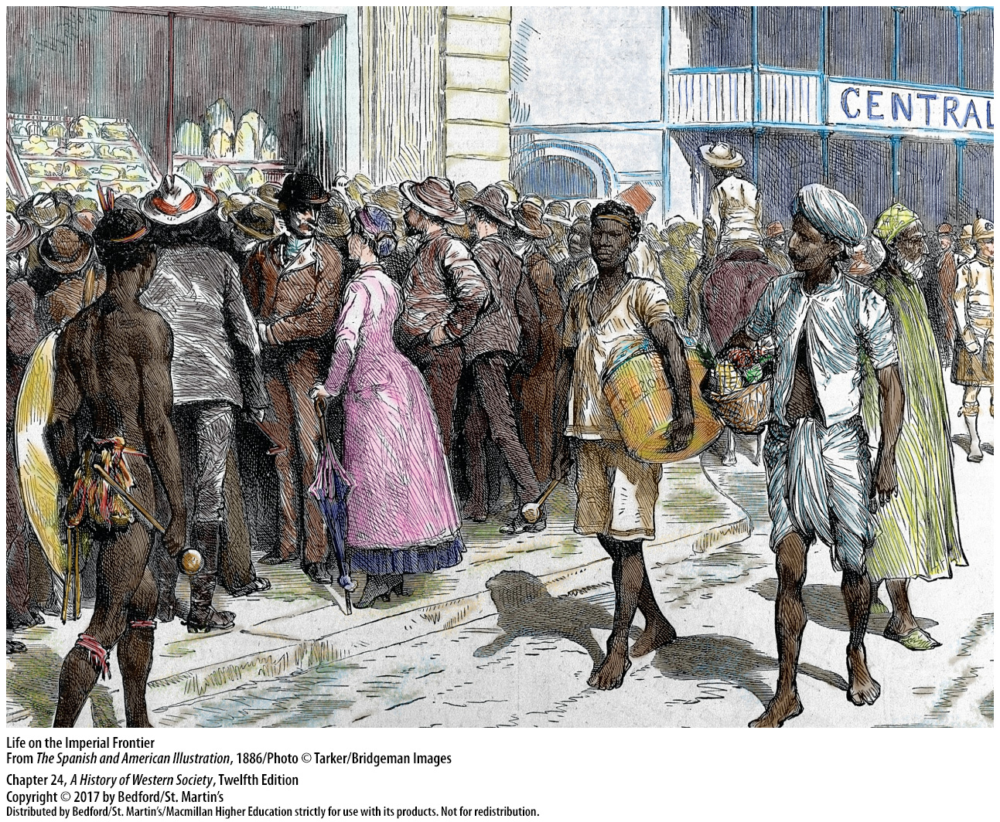 CENTRAL
Life on the Imperial Frontier
From The Spanish and American Illustration, 1886/Photo © Tarker/Bridgeman Images
Chapter 24, A History of Western Society, Twelfth Edition
Copyright © 2017 by Bedford/St. Martin’s
Distributed by Bedford/St. Martin’s/Macmillan Higher Education strictly for use with its products. Not for redistribution.